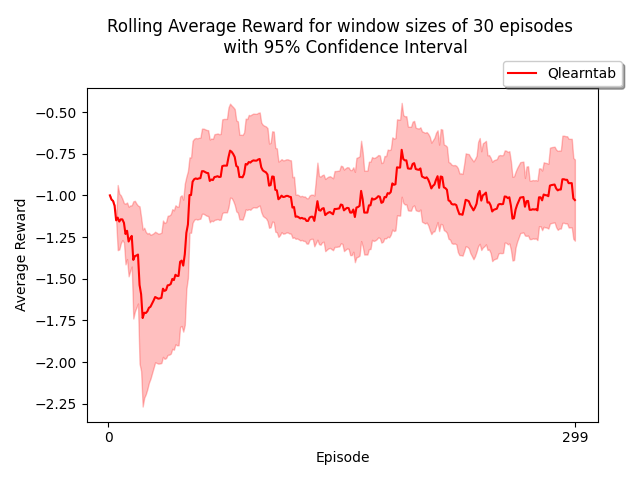 Rolling Average Reward for window sizes of 30 episodes
with 95% Confidence Interval
Qlearntab
Average Reward
−0.50
−0.75
−1.00
−1.25
−1.50
−1.75
−2.00
−2.25
0
299
Episode